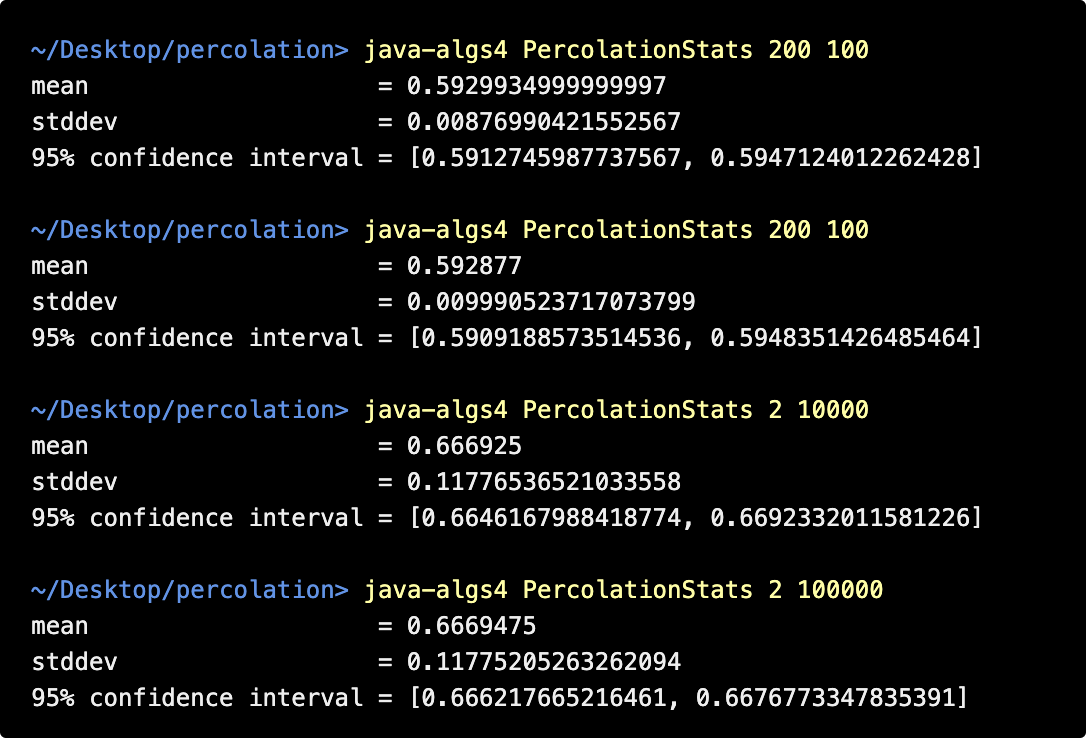 ~/Desktop/percolation> java-algs4 PercolationStats 200 100
mean                    = 0.5929934999999997
stddev                  = 0.00876990421552567
95% confidence interval = [0.5912745987737567, 0.5947124012262428]

~/Desktop/percolation> java-algs4 PercolationStats 200 100
mean                    = 0.592877
stddev                  = 0.009990523717073799
95% confidence interval = [0.5909188573514536, 0.5948351426485464]

~/Desktop/percolation> java-algs4 PercolationStats 2 10000
mean                    = 0.666925
stddev                  = 0.11776536521033558
95% confidence interval = [0.6646167988418774, 0.6692332011581226]

~/Desktop/percolation> java-algs4 PercolationStats 2 100000
mean                    = 0.6669475
stddev                  = 0.11775205263262094
95% confidence interval = [0.666217665216461, 0.6676773347835391]